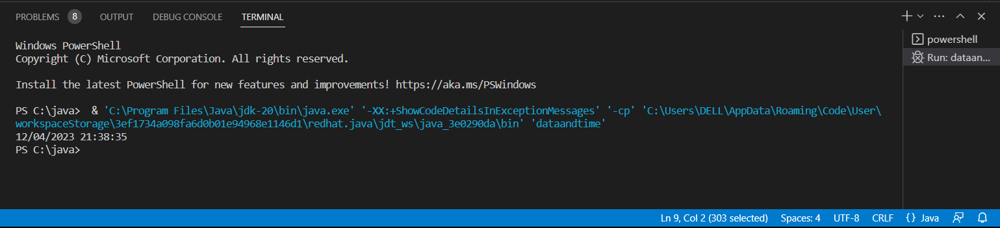 PROBLEMS 8 OUTPUT DEBUG CONSOLE TERMINAL
Windows PowerShell
Copyright (C) Microsoft Corporation. All rights reserved.
Install the latest PowerShell for new features and improvements! https://aka.ms/PSWindows
PS C:\java>  & 'C:\Program Files\Java\jdk-20\bin\java.exe' '-XX:+ShowCodeDetailsInExceptionMessages' '-cp' 'C:\Users\DELL\AppData\Roaming\Code\User\
workspaceStorage\3ef1734a098fa6d0b01e94968e1146d1\redhat.java\jdt_ws\java_3e0290da\bin' 'dataandtime'
12/04/2023 21:38:35
PS C:\java>
powershell
Run: dataan...
Ln 9, Col 2 (303 selected) Spaces: 4 UTF-8 CRLF {} Java